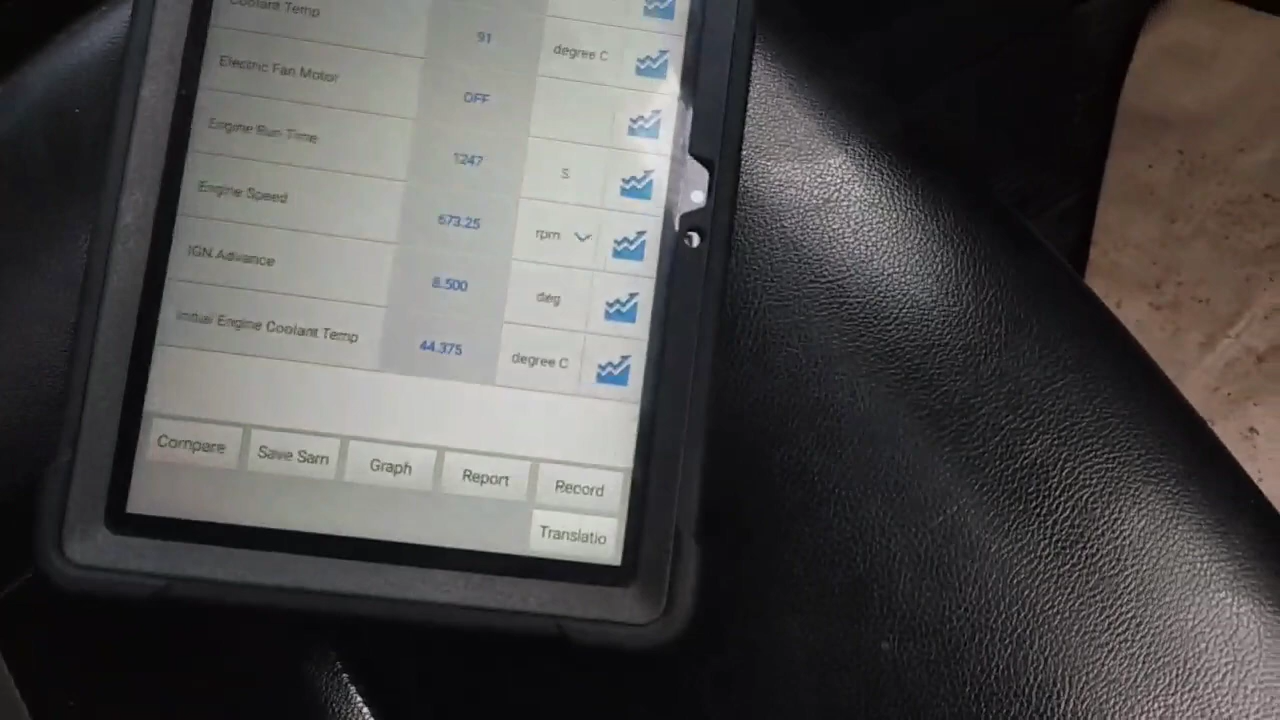 Coolant Temp 91 degree C
Electric Fan Motor OFF
Engine Run Time 1247 S
Engine Speed 673.25 rpm
IGN Advance 8.500 deg
Initial Engine Coolant Temp 44.375 degree C
Compare Save Sam Graph Report Record
Translatio